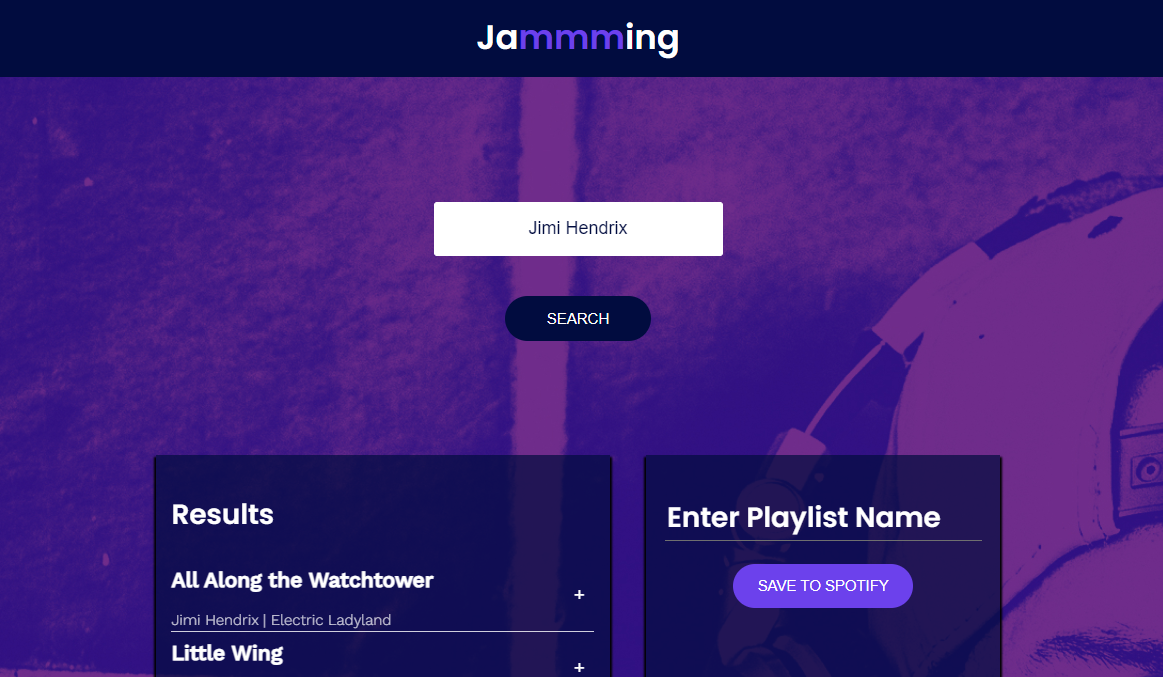 Jammming
Jimi Hendrix
SEARCH
Results
All Along the Watchtower
+
Jimi Hendrix | Electric Ladyland
Little Wing
+
Enter Playlist Name
SAVE TO SPOTIFY